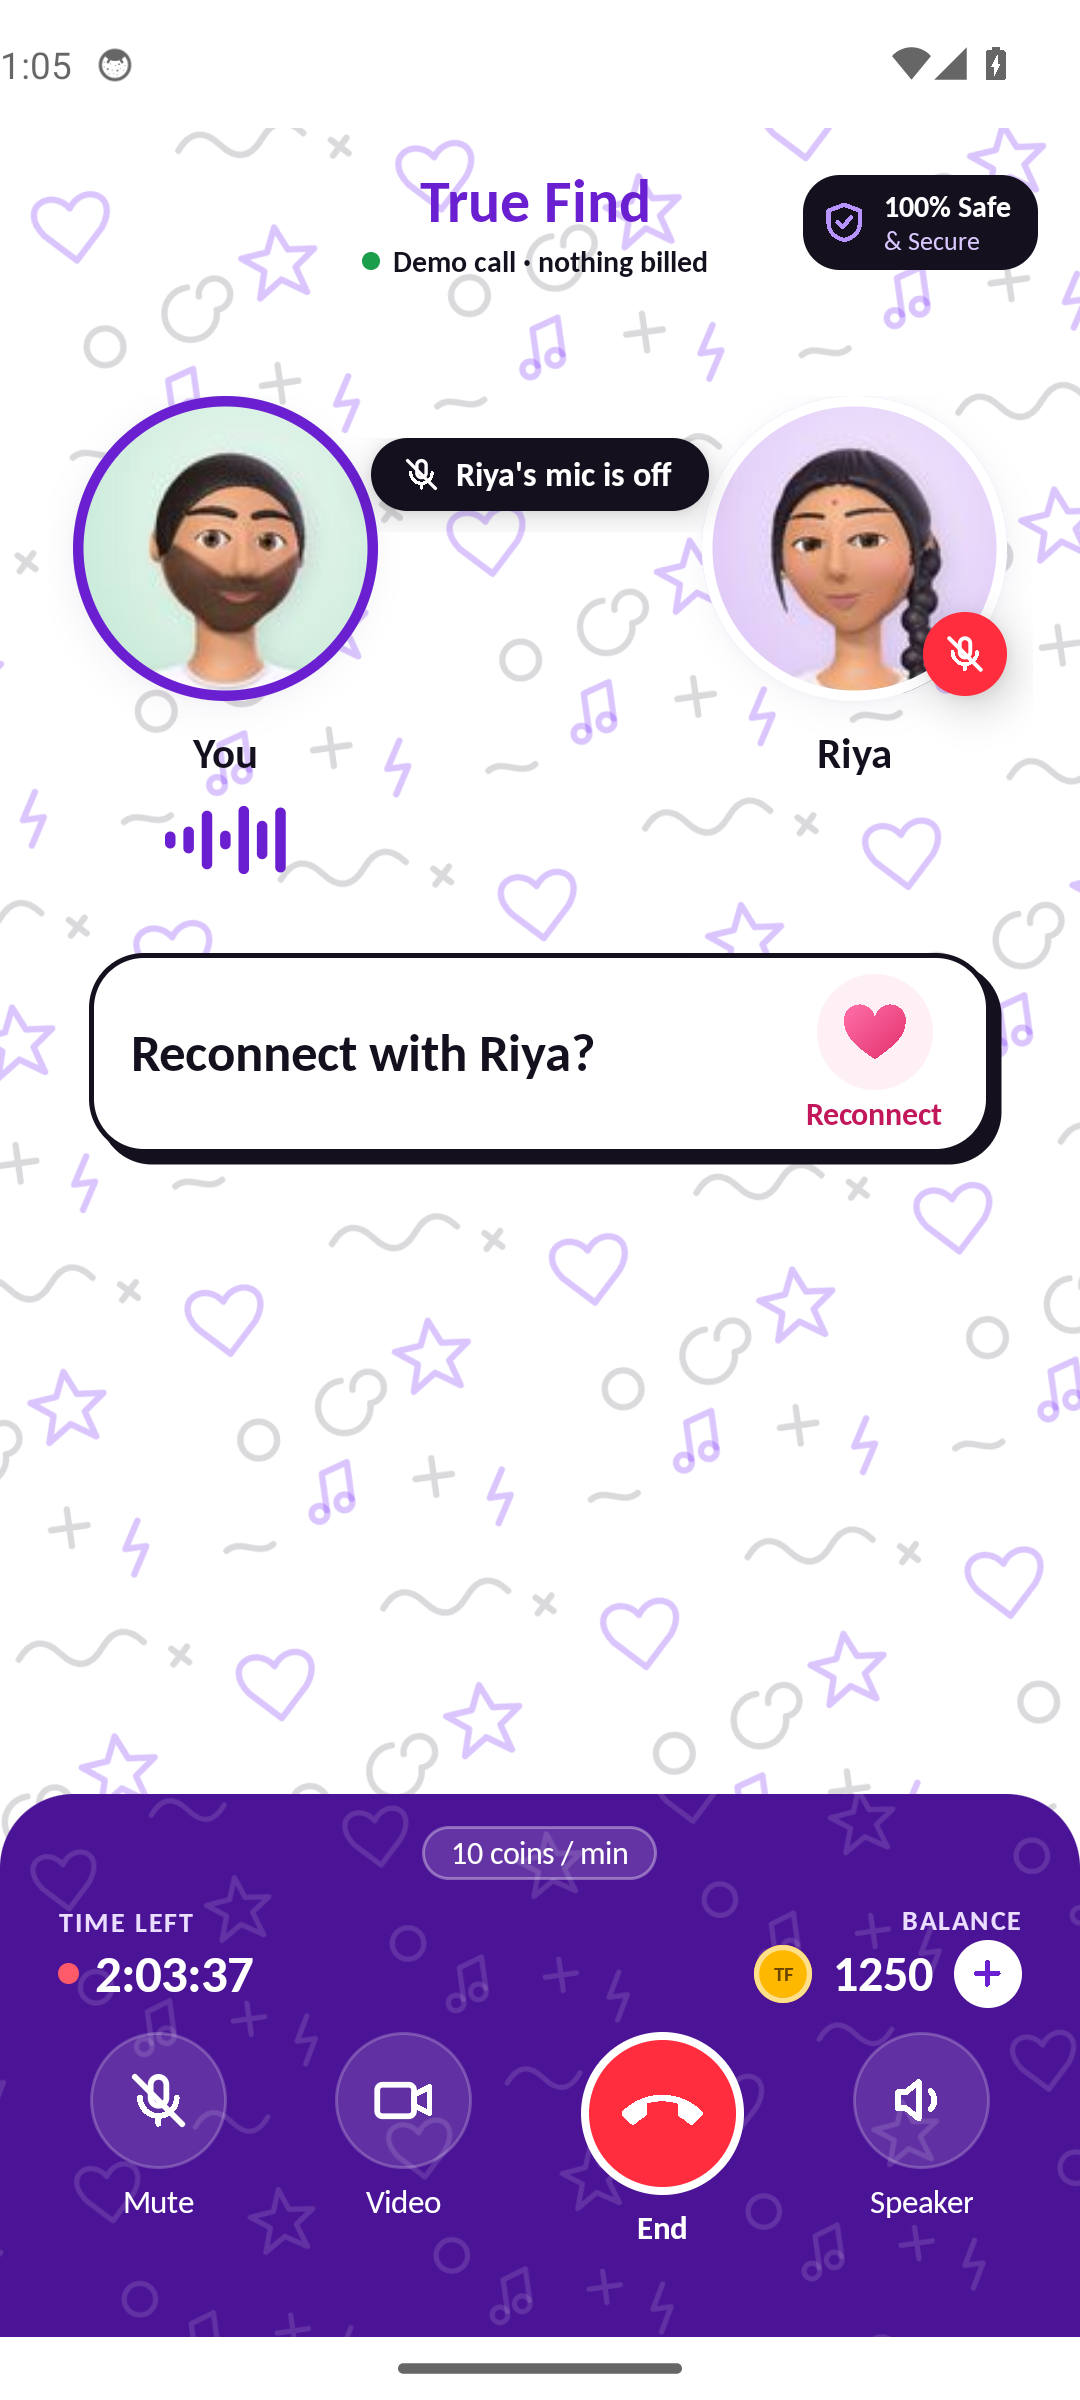 1:05
True Find
Demo call · nothing billed
100% Safe
& Secure
Riya's mic is off
You
Riya
Reconnect with Riya?
Reconnect
10 coins / min
TIME LEFT
2:03:37
BALANCE
TF
1250
Mute
Video
End
Speaker